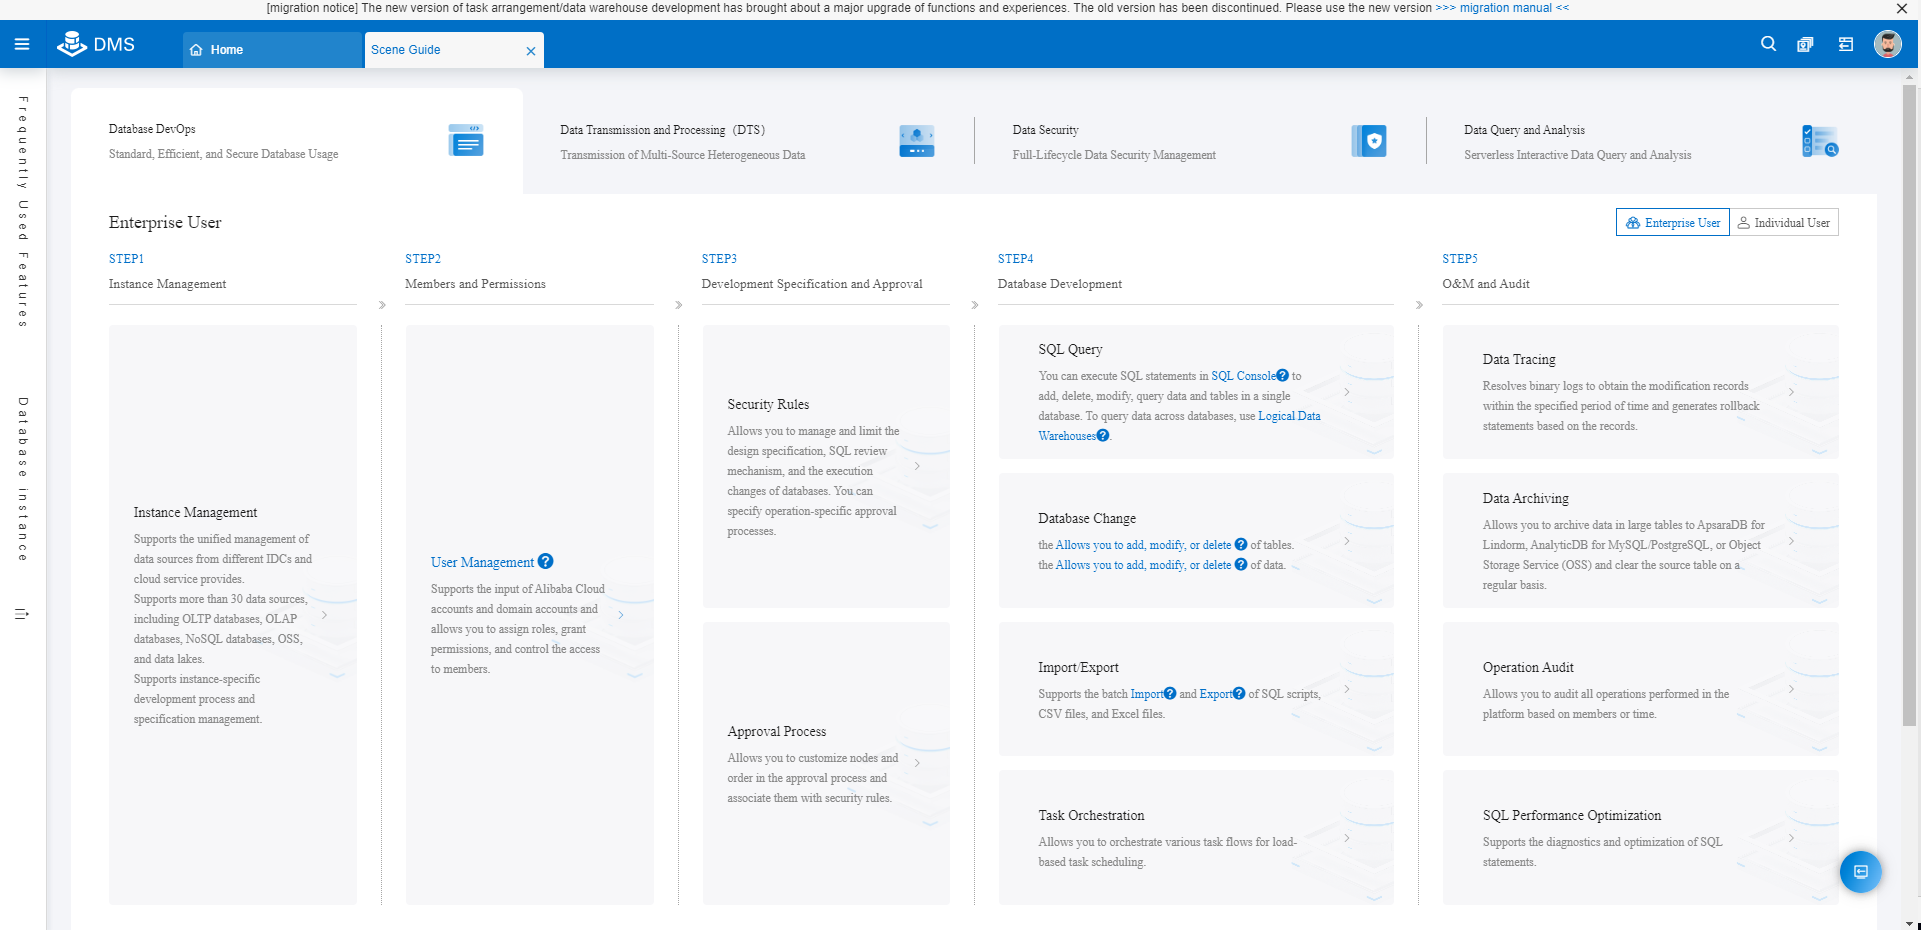 [migration notice] The new version of task arrangement/data warehouse development has brought about a major upgrade of functions and experiences. The old version has been discontinued. Please use the new version >>> migration manual <<
DMS
Home
Scene Guide
Frequently Used Features
Database instance
Database DevOps
Standard, Efficient, and Secure Database Usage
Data Transmission and Processing（DTS）
Transmission of Multi-Source Heterogeneous Data
Data Security
Full-Lifecycle Data Security Management
Data Query and Analysis
Serverless Interactive Data Query and Analysis
Enterprise User
Enterprise User
Individual User
STEP1
Instance Management
Instance Management
Supports the unified management of
data sources from different IDCs and
cloud service provides.
Supports more than 30 data sources,
including OLTP databases, OLAP
databases, NoSQL databases, OSS,
and data lakes.
Supports instance-specific
development process and
specification management.
STEP2
Members and Permissions
User Management
Supports the input of Alibaba Cloud
accounts and domain accounts and
allows you to assign roles, grant
permissions, and control the access
to members.
STEP3
Development Specification and Approval
Security Rules
Allows you to manage and limit the
design specification, SQL review
mechanism, and the execution
changes of databases. You can
specify operation-specific approval
processes.
Approval Process
Allows you to customize nodes and
order in the approval process and
associate them with security rules.
STEP4
Database Development
SQL Query
You can execute SQL statements in SQL Console to
add, delete, modify, query data and tables in a single
database. To query data across databases, use Logical Data
Warehouses.
Database Change
the Allows you to add, modify, or delete of tables.
the Allows you to add, modify, or delete of data.
Import/Export
Supports the batch Import and Export of SQL scripts,
CSV files, and Excel files.
Task Orchestration
Allows you to orchestrate various task flows for load-
based task scheduling.
STEP5
O&M and Audit
Data Tracing
Resolves binary logs to obtain the modification records
within the specified period of time and generates rollback
statements based on the records.
Data Archiving
Allows you to archive data in large tables to ApsaraDB for
Lindorm, AnalyticDB for MySQL/PostgreSQL, or Object
Storage Service (OSS) and clear the source table on a
regular basis.
Operation Audit
Allows you to audit all operations performed in the
platform based on members or time.
SQL Performance Optimization
Supports the diagnostics and optimization of SQL
statements.